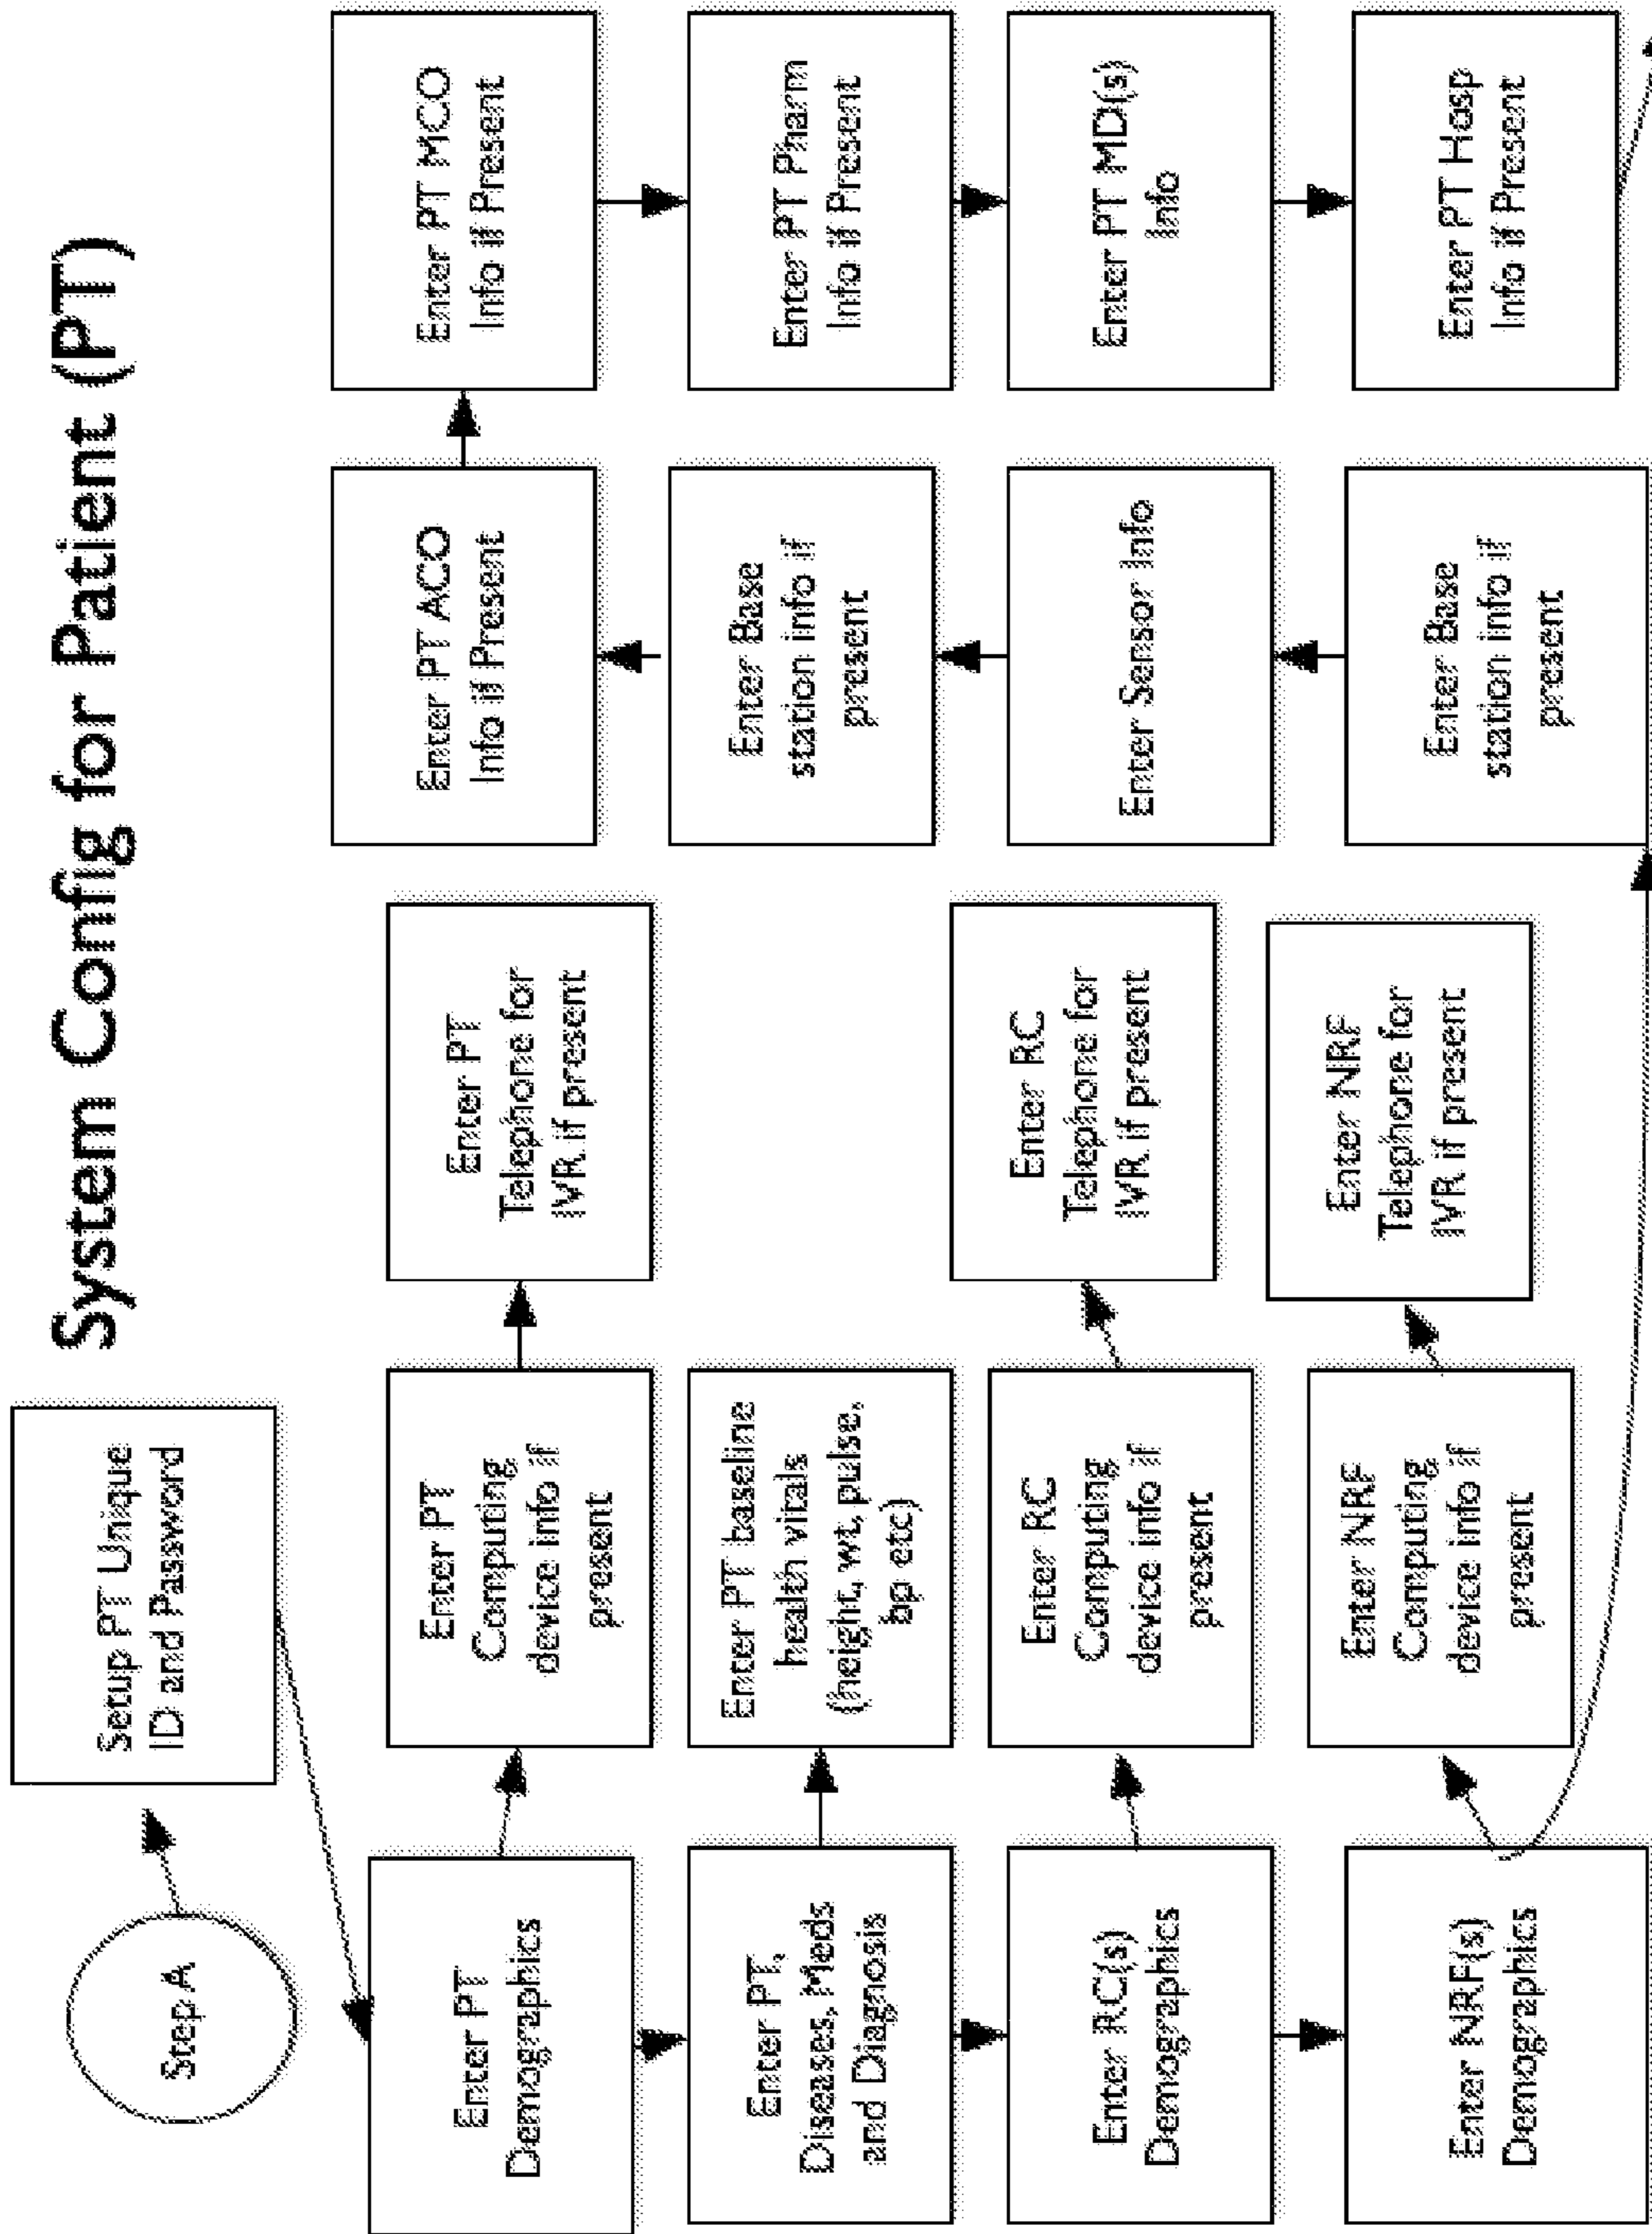 System Config for Patient (PT)
Step A
Setup PT Unique
ID and Password
Enter PT
Demographics
Enter PT
Computing
device info if
present
Enter PT
Telephone for
IVR if present
Enter PT,
Diseases, Meds
and Diagnosis
Enter PT baseline
health vitals
(height, wt, pulse,
bp etc)
Enter RC(s)
Demographics
Enter RC
Computing
device info if
present
Enter RC
Telephone for
IVR if present
Enter NRF(s)
Demographics
Enter NRF
Computing
device info if
present
Enter NRF
Telephone for
IVR if present
Enter Base
station info if
present
Enter Sensor Info
Enter Base
station info if
present
Enter PT ACO
Info if Present
Enter PT MCO
Info if Present
Enter PT Pharm
Info if Present
Enter PT MD(s)
Info
Enter PT Hosp
Info if Present